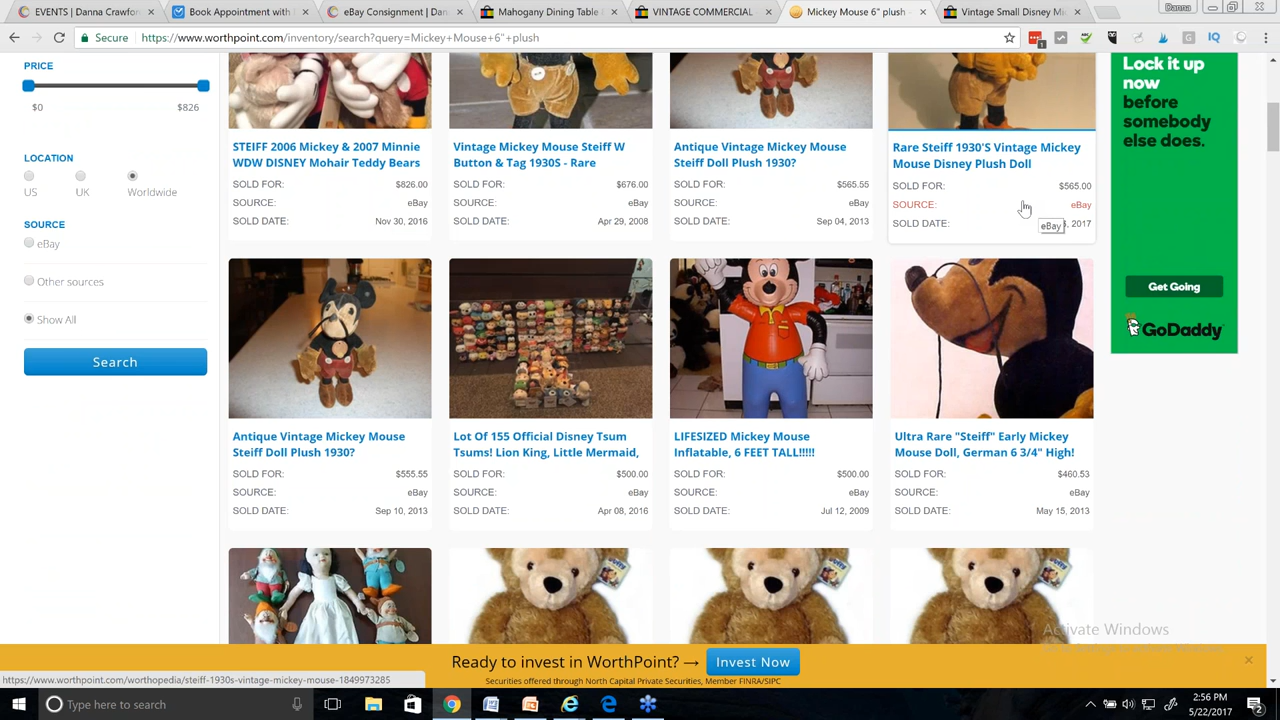 EVENTS | Danna Crawfor
Book Appointment with
eBay Consignment | Dan
Mahogany Dining Table
VINTAGE COMMERCIAL
Mickey Mouse 6" plush -
Vintage Small Disney Mi
Danna
Secure
https://www.worthpoint.com/inventory/search?query=Mickey+Mouse+6"+plush
PRICE
$0
$826
LOCATION
US
UK
Worldwide
SOURCE
eBay
Other sources
Show All
Search
STEIFF 2006 Mickey & 2007 Minnie
WDW DISNEY Mohair Teddy Bears
SOLD FOR: $826.00
SOURCE: eBay
SOLD DATE: Nov 30, 2016
Vintage Mickey Mouse Steiff W
Button & Tag 1930S - Rare
SOLD FOR: $676.00
SOURCE: eBay
SOLD DATE: Apr 29, 2008
Antique Vintage Mickey Mouse
Steiff Doll Plush 1930?
SOLD FOR: $565.55
SOURCE: eBay
SOLD DATE: Sep 04, 2013
Rare Steiff 1930'S Vintage Mickey
Mouse Disney Plush Doll
SOLD FOR: $565.00
SOURCE: eBay
SOLD DATE: 2017
eBay
Antique Vintage Mickey Mouse
Steiff Doll Plush 1930?
SOLD FOR: $555.55
SOURCE: eBay
SOLD DATE: Sep 10, 2013
Lot Of 155 Official Disney Tsum
Tsums! Lion King, Little Mermaid,
SOLD FOR: $500.00
SOURCE: eBay
SOLD DATE: Apr 08, 2016
LIFESIZED Mickey Mouse
Inflatable, 6 FEET TALL!!!!!
SOLD FOR: $500.00
SOURCE: eBay
SOLD DATE: Jul 12, 2009
Ultra Rare "Steiff" Early Mickey
Mouse Doll, German 6 3/4" High!
SOLD FOR: $460.53
SOURCE: eBay
SOLD DATE: May 15, 2013
Lock it up
now
before
somebody
else does.
Get Going
GoDaddy
Activate Windows
Ready to invest in WorthPoint? → Invest Now
Securities offered through North Capital Private Securities, Member FINRA/SIPC
https://www.worthpoint.com/worthopedia/steiff-1930s-vintage-mickey-mouse-1849973285
Type here to search
2:56 PM
5/22/2017